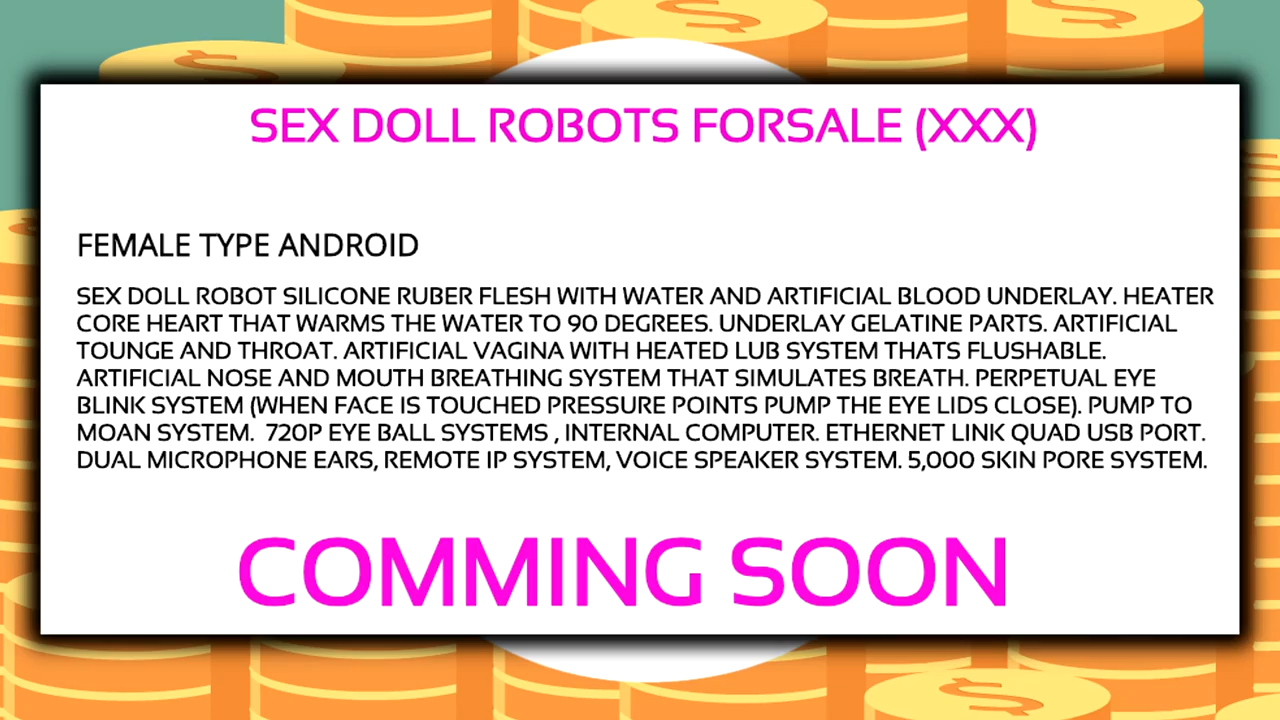 SEX DOLL ROBOTS FORSALE (XXX)
FEMALE TYPE ANDROID
SEX DOLL ROBOT SILICONE RUBER FLESH WITH WATER AND ARTIFICIAL BLOOD UNDERLAY. HEATER
CORE HEART THAT WARMS THE WATER TO 90 DEGREES. UNDERLAY GELATINE PARTS. ARTIFICIAL
TOUNGE AND THROAT. ARTIFICIAL VAGINA WITH HEATED LUB SYSTEM THATS FLUSHABLE.
ARTIFICIAL NOSE AND MOUTH BREATHING SYSTEM THAT SIMULATES BREATH. PERPETUAL EYE
BLINK SYSTEM (WHEN FACE IS TOUCHED PRESSURE POINTS PUMP THE EYE LIDS CLOSE). PUMP TO
MOAN SYSTEM.  720P EYE BALL SYSTEMS , INTERNAL COMPUTER. ETHERNET LINK QUAD USB PORT.
DUAL MICROPHONE EARS, REMOTE IP SYSTEM, VOICE SPEAKER SYSTEM. 5,000 SKIN PORE SYSTEM.
COMMING SOON